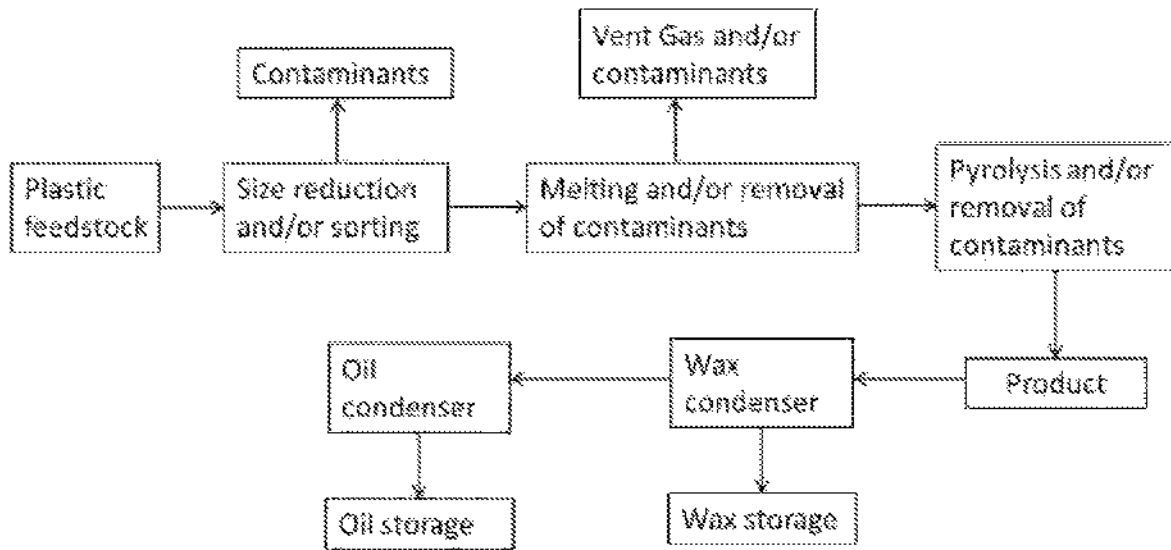 Contaminants
Vent Gas and/or
contaminants
Plastic
feedstock
Size reduction
and/or sorting
Melting and/or removal
of contaminants
Pyrolysis and/or
removal of
contaminants
Oil
condenser
Wax
condenser
Product
Oil storage
Wax storage